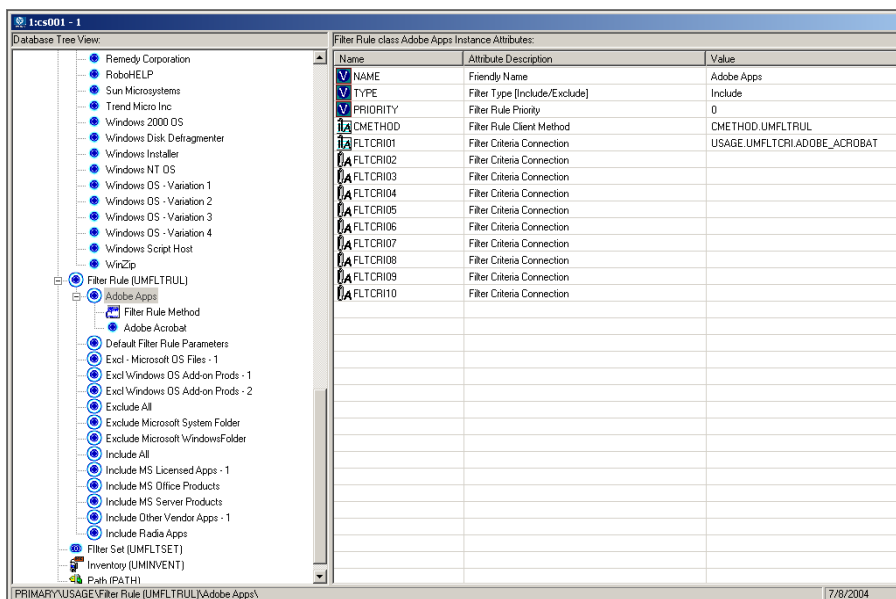 1:cs001 - 1
Database Tree View:
Filter Rule class Adobe Apps Instance Attributes:
Remedy Corporation
RoboHELP
Sun Microsystems
Trend Micro Inc
Windows 2000 OS
Windows Disk Defragmenter
Windows Installer
Windows NT OS
Windows OS - Variation 1
Windows OS - Variation 2
Windows OS - Variation 3
Windows OS - Variation 4
Windows Script Host
WinZip
Filter Rule (UMFLTRUL)
Adobe Apps
Filter Rule Method
Adobe Acrobat
Default Filter Rule Parameters
Excl - Microsoft OS Files - 1
Excl Windows OS Add-on Prods - 1
Excl Windows OS Add-on Prods - 2
Exclude All
Exclude Microsoft System Folder
Exclude Microsoft WindowsFolder
Include All
Include MS Licensed Apps - 1
Include MS Office Products
Include MS Server Products
Include Other Vendor Apps - 1
Include Radia Apps
FIlter Set (UMFLTSET)
Inventory (UMINVENT)
Path (PATH)
Name Attribute Description Value
NAME Friendly Name Adobe Apps
TYPE Filter Type [Include/Exclude] Include
PRIORITY Filter Rule Priority 0
CMETHOD Filter Rule Client Method CMETHOD.UMFLTRUL
FLTCRI01 Filter Criteria Connection USAGE.UMFLTCRI.ADOBE_ACROBAT
FLTCRI02 Filter Criteria Connection
FLTCRI03 Filter Criteria Connection
FLTCRI04 Filter Criteria Connection
FLTCRI05 Filter Criteria Connection
FLTCRI06 Filter Criteria Connection
FLTCRI07 Filter Criteria Connection
FLTCRI08 Filter Criteria Connection
FLTCRI09 Filter Criteria Connection
FLTCRI10 Filter Criteria Connection
PRIMARY\USAGE\Filter Rule (UMFLTRUL)\Adobe Apps\
7/8/2004